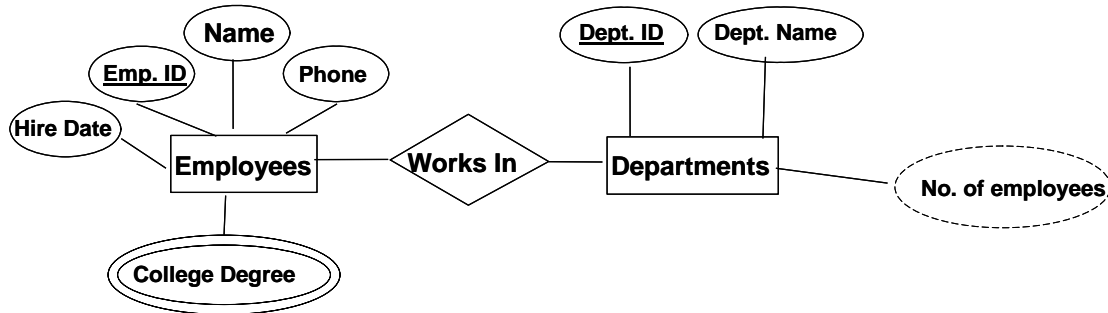 Name
Dept. ID
Dept. Name
Emp. ID
Phone
Hire Date
Employees
Works In
Departments
No. of employees
College Degree